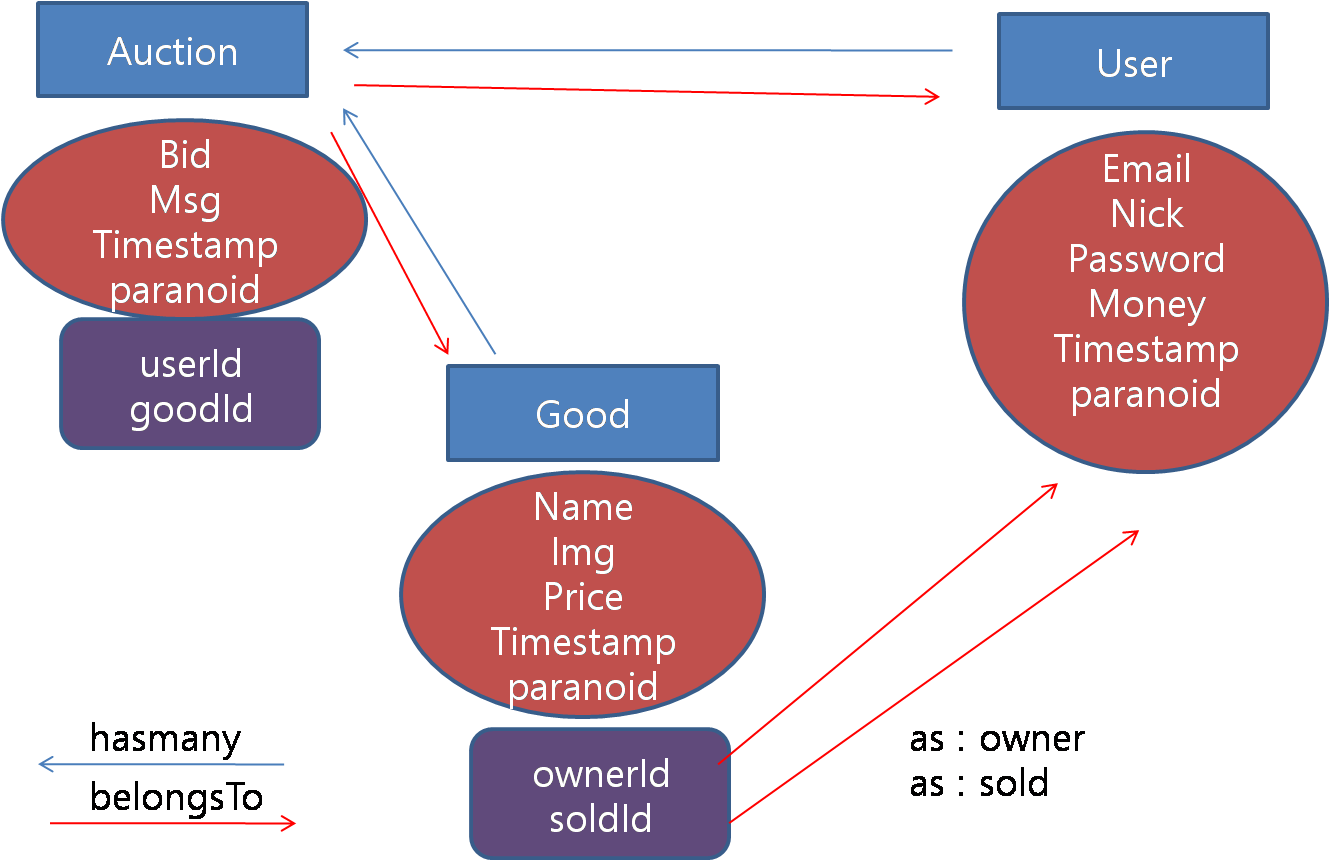 Auction
User
Bid
Msg
Timestamp
paranoid
userId
goodId
Email
Nick
Password
Money
Timestamp
paranoid
Good
Name
Img
Price
Timestamp
paranoid
ownerId
soldId
hasmany
belongsTo
as : owner
as : sold